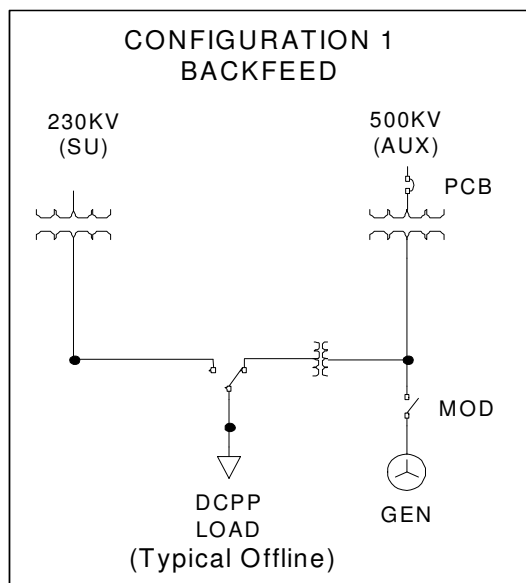 CONFIGURATION 1
BACKFEED
230KV
(SU)
500KV
(AUX)
PCB
MOD
GEN
DCPP
LOAD
(Typical Offline)